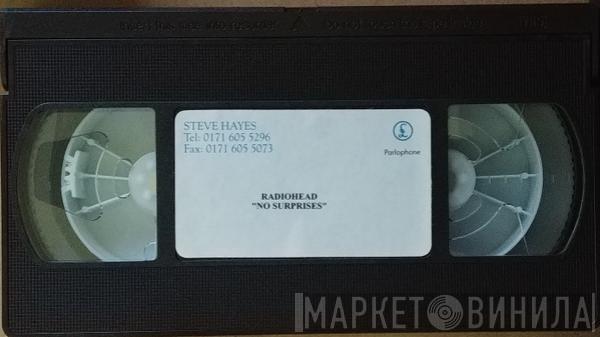 STEVE HAYES
Tel: 0171 605 5296
Fax: 0171 605 5073
Parlophone
RADIOHEAD
"NO SURPRISES"
МАРКЕТ ВИНИЛА